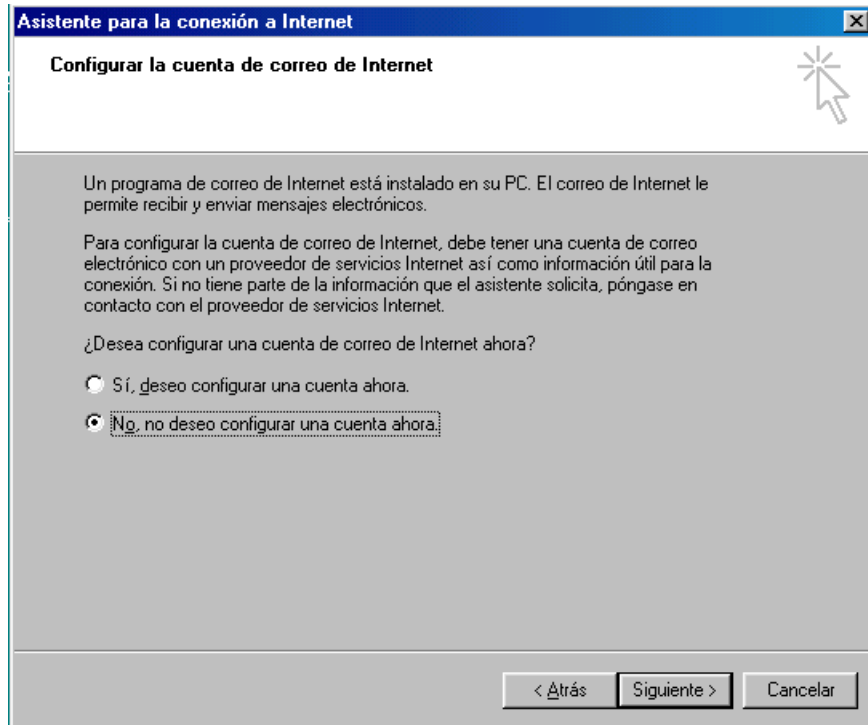 Asistente para la conexión a Internet
Configurar la cuenta de correo de Internet
Un programa de correo de Internet está instalado en su PC. El correo de Internet le
permite recibir y enviar mensajes electrónicos.
Para configurar la cuenta de correo de Internet, debe tener una cuenta de correo
electrónico con un proveedor de servicios Internet así como información útil para la
conexión. Si no tiene parte de la información que el asistente solicita, póngase en
contacto con el proveedor de servicios Internet.
¿Desea configurar una cuenta de correo de Internet ahora?
Sí, deseo configurar una cuenta ahora.
No, no deseo configurar una cuenta ahora.
< Atrás Siguiente > Cancelar